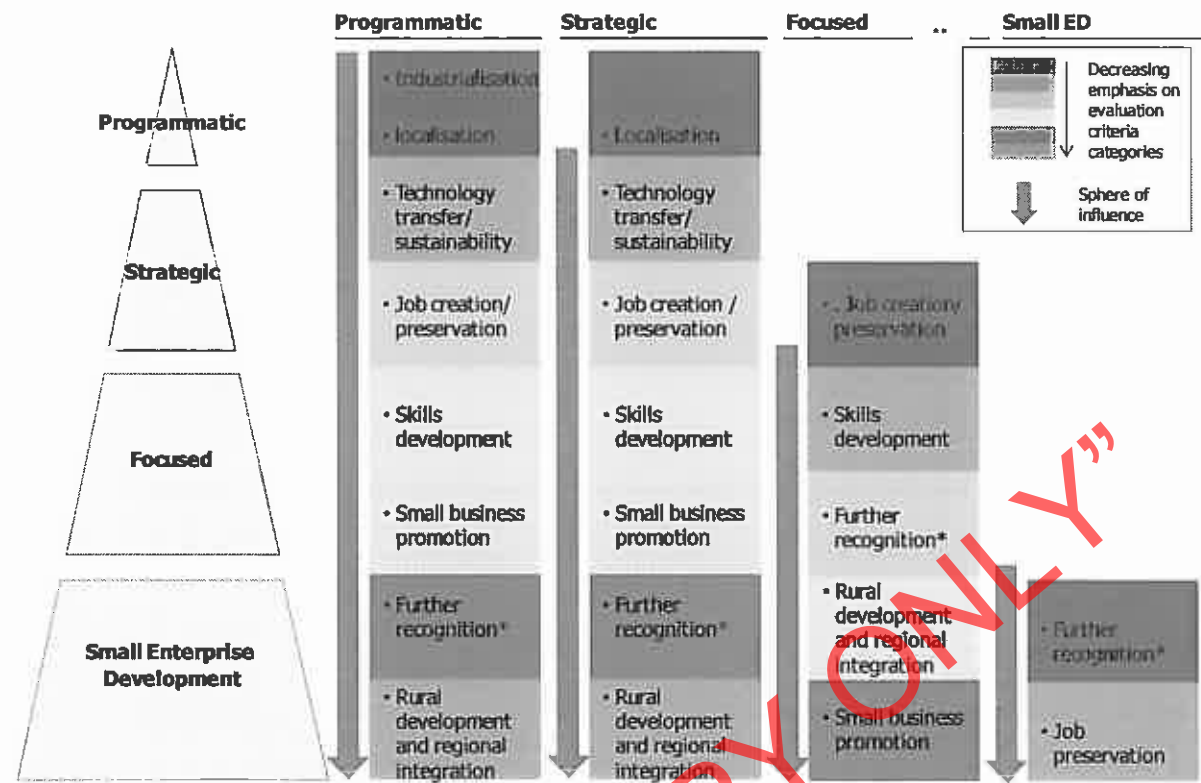 Programmatic
Strategic
Focused
..
Small ED
Decreasing
emphasis on
evaluation
criteria
categories
Sphere of
influence
Programmatic
Strategic
Focused
Small Enterprise
Development
• Industrialisation
• localisation
• Technology
transfer/
sustainability
• Job creation/
preservation
• Skills
development
• Small business
promotion
• Further
recognition*
• Rural
development
and regional
integration
• Localisation
• Technology
transfer/
sustainability
• Job creation /
preservation
• Skills
development
• Small business
promotion
• Further
recognition*
• Rural
development
and regional
integration
• Job creation/
preservation
• Skills
development
• Further
recognition*
• Rural
development
and regional
integration
• Small business
promotion
• Further
recognition*
• Job
preservation
ONLY”